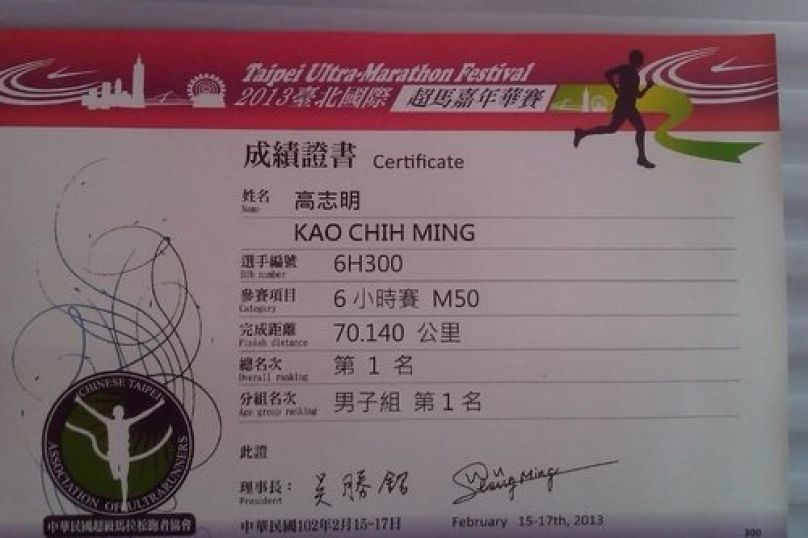 Taipei Ultra-Marathon Festival
2013臺北國際 超馬嘉年華賽
成績證書 Certificate
姓名 高志明
Name
KAO CHIH MING
選手編號 6H300
Bib number
參賽項目 6 小時賽 M50
Category
完成距離 70.140 公里
Finish distance
總名次 第 1 名
Overall ranking
分組名次 男子組 第 1 名
Age group ranking
CHINESE TAIPEI
ASSOCIATION OF ULTRARUNNERS
中華民國超級馬拉松跑者協會
此證
理事長： 吳勝銘
President
中華民國102年2月15-17日 February 15-17th, 2013
300